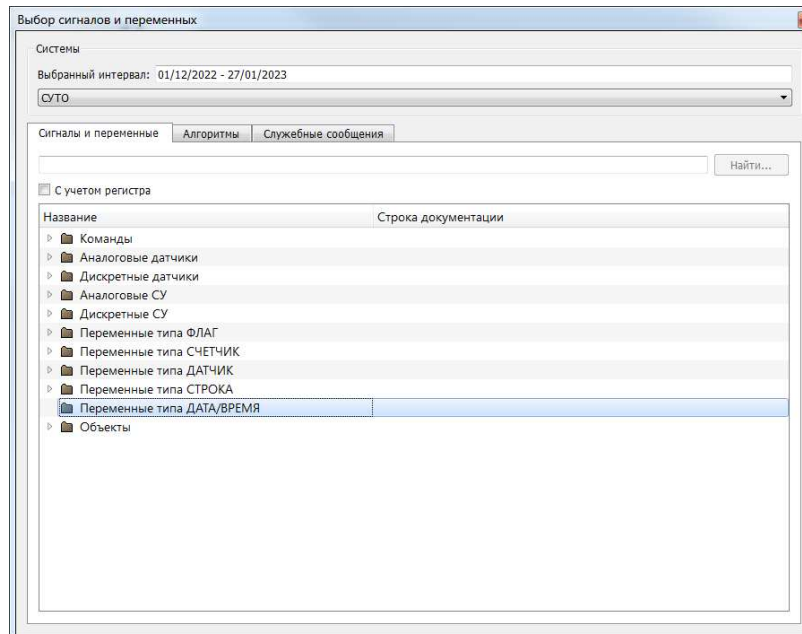 Выбор сигналов и переменных
Системы
Выбранный интервал: 01/12/2022 - 27/01/2023
СУТО
Сигналы и переменные Алгоритмы Служебные сообщения
Найти...
С учетом регистра
Название Строка документации
Команды
Аналоговые датчики
Дискретные датчики
Аналоговые СУ
Дискретные СУ
Переменные типа ФЛАГ
Переменные типа СЧЕТЧИК
Переменные типа ДАТЧИК
Переменные типа СТРОКА
Переменные типа ДАТА/ВРЕМЯ
Объекты